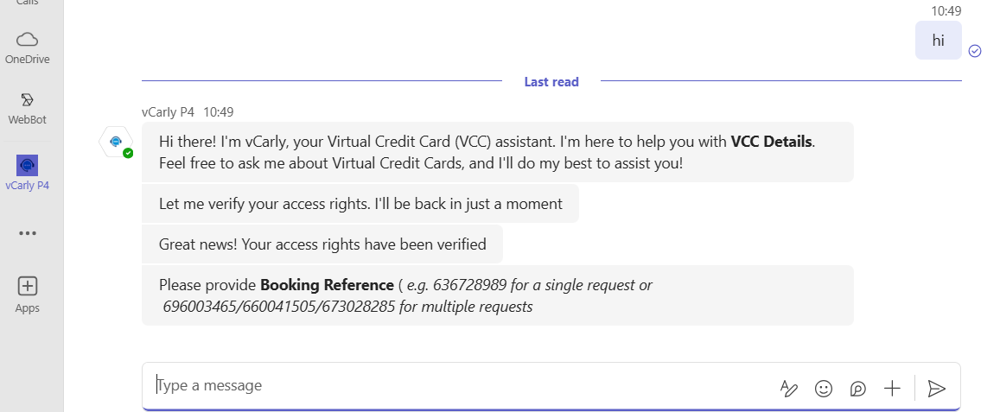 Calls
OneDrive
WebBot
vCarly P4
Apps
10:49
hi
Last read
vCarly P4 10:49
Hi there! I'm vCarly, your Virtual Credit Card (VCC) assistant. I'm here to help you with VCC Details.
Feel free to ask me about Virtual Credit Cards, and I'll do my best to assist you!
Let me verify your access rights. I'll be back in just a moment
Great news! Your access rights have been verified
Please provide Booking Reference ( e.g. 636728989 for a single request or
696003465/660041505/673028285 for multiple requests
Type a message